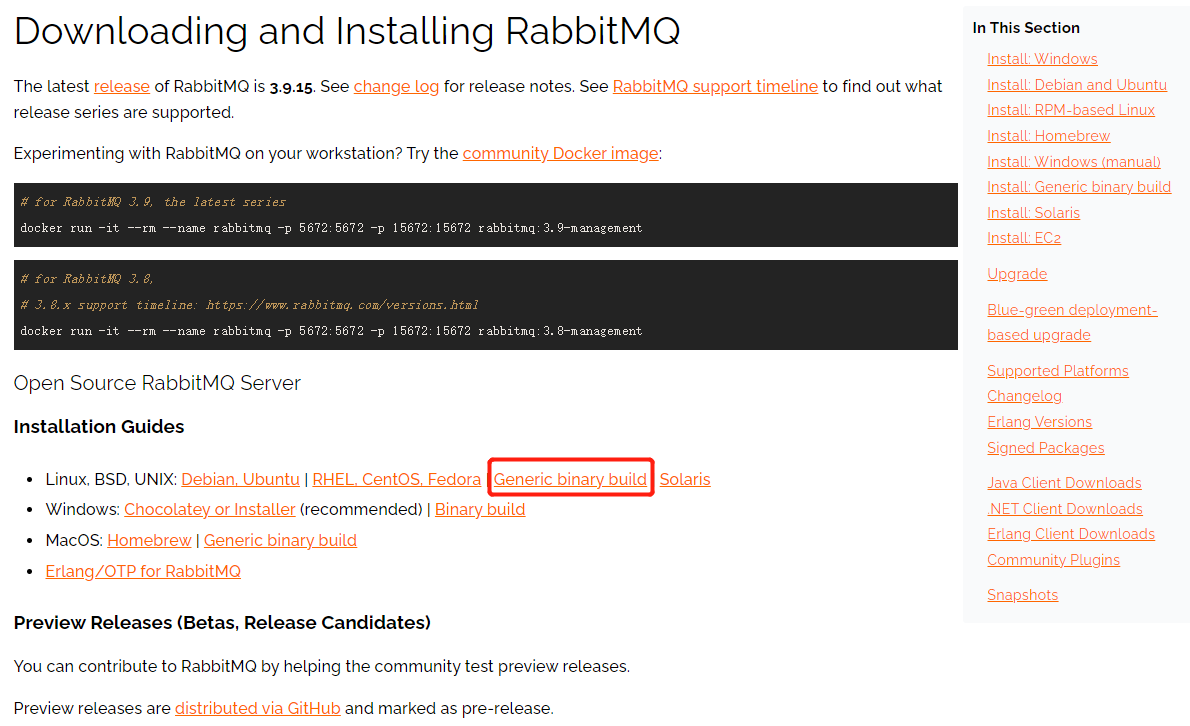 Downloading and Installing RabbitMQ
The latest release of RabbitMQ is 3.9.15. See change log for release notes. See RabbitMQ support timeline to find out what
release series are supported.
Experimenting with RabbitMQ on your workstation? Try the community Docker image:
# for RabbitMQ 3.9, the latest series
docker run -it --rm --name rabbitmq -p 5672:5672 -p 15672:15672 rabbitmq:3.9-management
# for RabbitMQ 3.8,
# 3.8.x support timeline: https://www.rabbitmq.com/versions.html
docker run -it --rm --name rabbitmq -p 5672:5672 -p 15672:15672 rabbitmq:3.8-management
Open Source RabbitMQ Server
Installation Guides
• Linux, BSD, UNIX: Debian, Ubuntu | RHEL, CentOS, Fedora | Generic binary build Solaris
• Windows: Chocolatey or Installer (recommended) | Binary build
• MacOS: Homebrew | Generic binary build
• Erlang/OTP for RabbitMQ
Preview Releases (Betas, Release Candidates)
You can contribute to RabbitMQ by helping the community test preview releases.
Preview releases are distributed via GitHub and marked as pre-release.
In This Section
Install: Windows
Install: Debian and Ubuntu
Install: RPM-based Linux
Install: Homebrew
Install: Windows (manual)
Install: Generic binary build
Install: Solaris
Install: EC2
Upgrade
Blue-green deployment-
based upgrade
Supported Platforms
Changelog
Erlang Versions
Signed Packages
Java Client Downloads
.NET Client Downloads
Erlang Client Downloads
Community Plugins
Snapshots